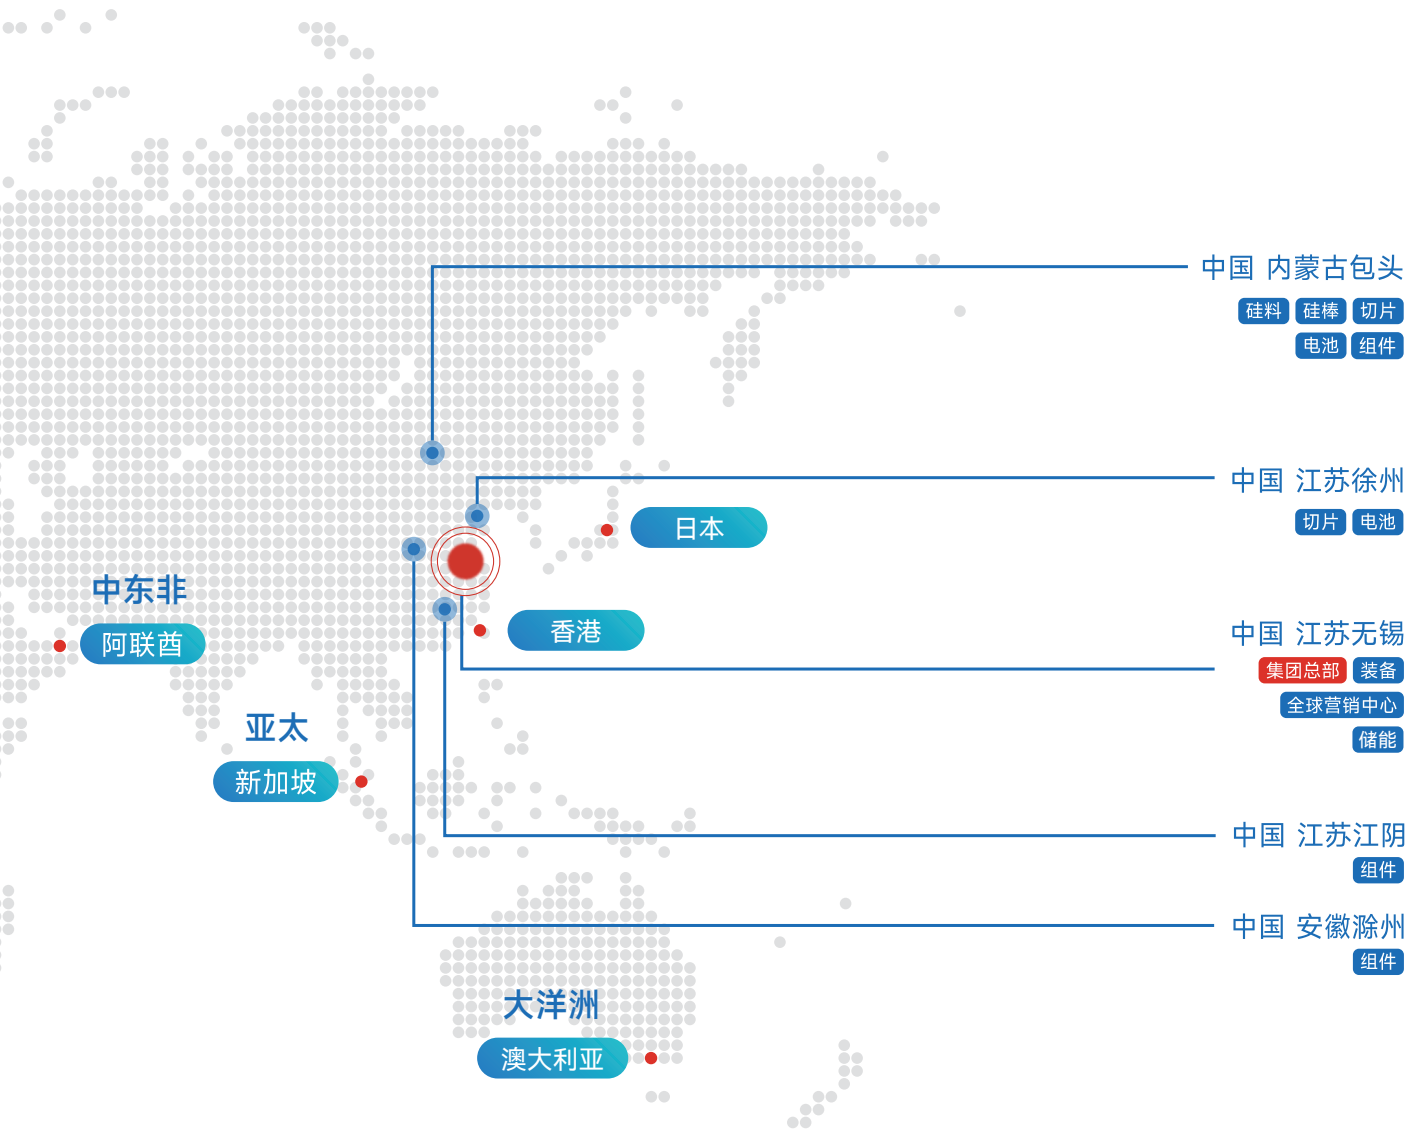 中国 内蒙古包头
硅料 硅棒 切片
电池 组件
中国 江苏徐州
切片 电池
日本
中东非
阿联酋
香港
中国 江苏无锡
集团总部 装备
全球营销中心
储能
亚太
新加坡
中国 江苏江阴
组件
中国 安徽滁州
组件
大洋洲
澳大利亚